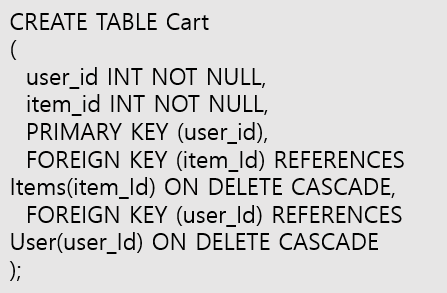 CREATE TABLE Cart
(
user_id INT NOT NULL,
item_id INT NOT NULL,
PRIMARY KEY (user_id),
FOREIGN KEY (item_Id) REFERENCES
Items(item_Id) ON DELETE CASCADE,
FOREIGN KEY (user_Id) REFERENCES
User(user_Id) ON DELETE CASCADE
);